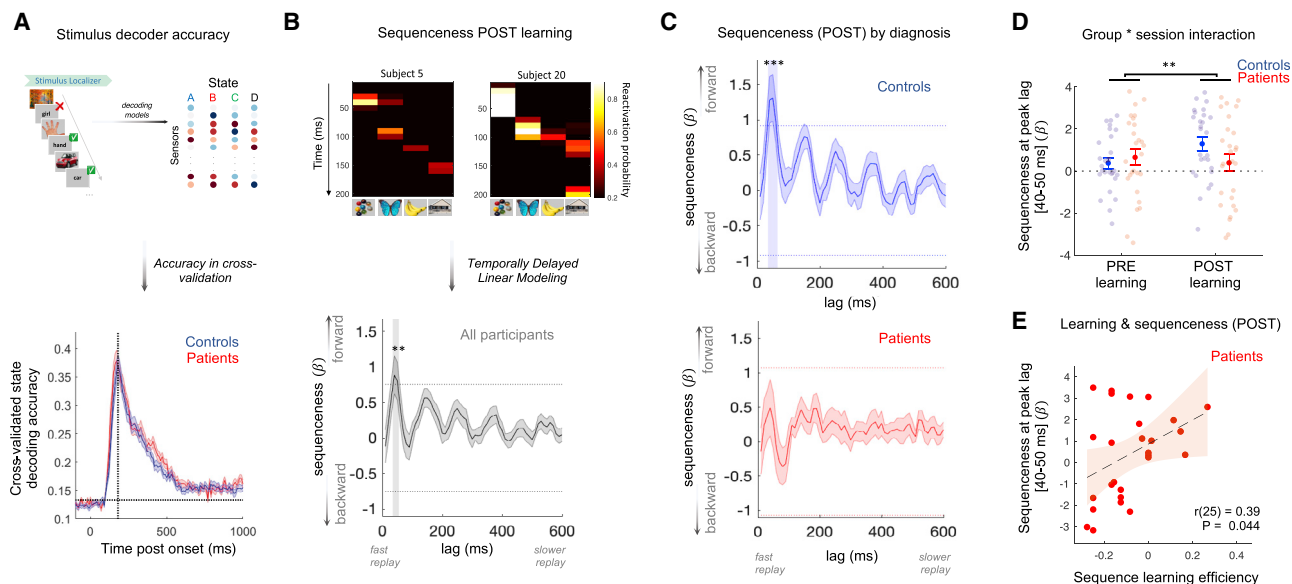 A
Stimulus decoder accuracy
Stimulus Localizer
girl
hand
car
...
decoding
models
State
A B C D
Sensors
Accuracy in cross-
validation
Controls
Patients
Cross-validated state
decoding accuracy
0.4
0.35
0.3
0.25
0.2
0.15
0.1
0 500 1000
Time post onset (ms)
B
Sequenceness POST learning
Subject 5
Subject 20
Time (ms)
50
100
150
200
50
100
150
200
Reactivation probability
1
0.8
0.6
0.4
0.2
Temporally Delayed
Linear Modeling
All participants
**
sequenceness (β)
forward
backward
1.5
1
0.5
0
-0.5
-1
0 200 400 600
lag (ms)
fast
replay
slower
replay
C
Sequenceness (POST) by diagnosis
***
Controls
sequenceness (β)
forward
backward
1.5
1
0.5
0
-0.5
-1
0 200 400 600
lag (ms)
Patients
sequenceness (β)
forward
backward
1.5
1
0.5
0
-0.5
-1
0 200 400 600
lag (ms)
fast
replay
slower
replay
D
Group * session interaction
Controls
Patients
**
Sequenceness at peak lag
[40-50 ms] (β)
4
2
0
-2
-4
PRE
learning
POST
learning
E
Learning & sequenceness (POST)
Patients
Sequenceness at peak lag
[40-50 ms] (β)
4
3
2
1
0
-1
-2
-3
r(25) = 0.39
P = 0.044
-0.2 0 0.2 0.4
Sequence learning efficiency